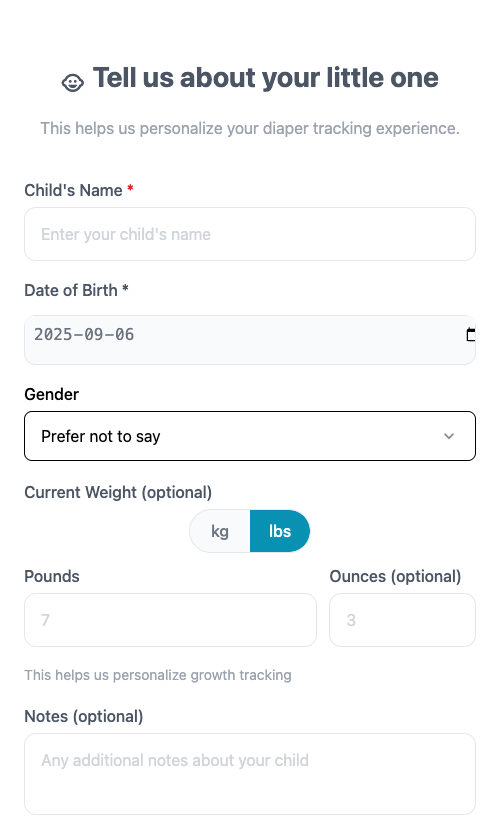 Tell us about your little one
This helps us personalize your diaper tracking experience.
Child's Name *
Enter your child's name
Date of Birth *
2025-09-06
Gender
Prefer not to say
Current Weight (optional)
kg lbs
Pounds Ounces (optional)
7 3
This helps us personalize growth tracking
Notes (optional)
Any additional notes about your child